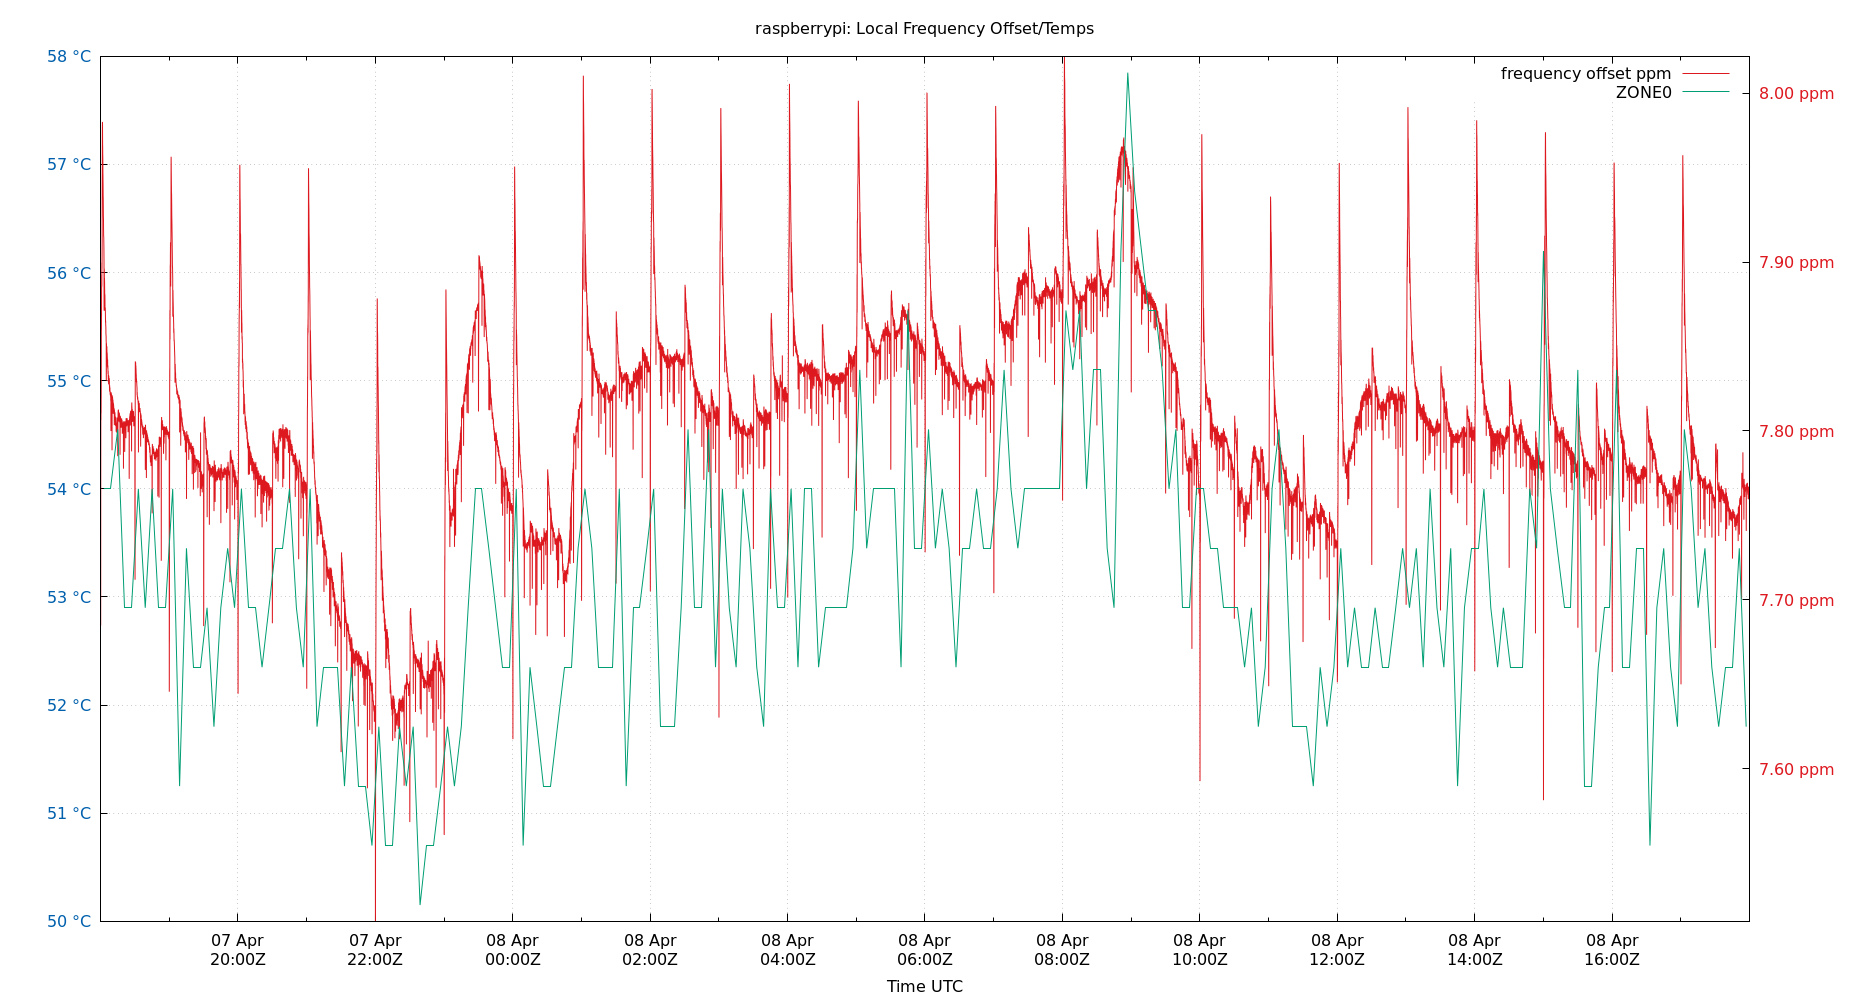 raspberrypi: Local Frequency Offset/Temps
58 °C
57 °C
56 °C
55 °C
54 °C
53 °C
52 °C
51 °C
50 °C
frequency offset ppm
ZONE0
8.00 ppm
7.90 ppm
7.80 ppm
7.70 ppm
7.60 ppm
07 Apr
20:00Z
07 Apr
22:00Z
08 Apr
00:00Z
08 Apr
02:00Z
08 Apr
04:00Z
08 Apr
06:00Z
08 Apr
08:00Z
08 Apr
10:00Z
08 Apr
12:00Z
08 Apr
14:00Z
08 Apr
16:00Z
Time UTC